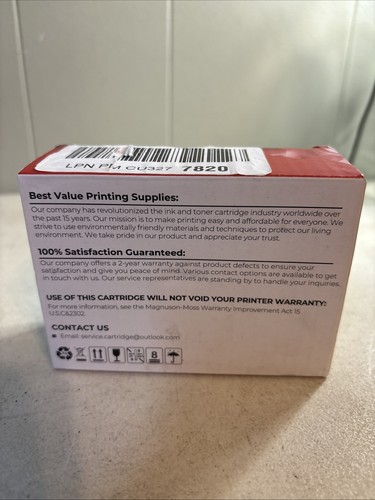 LPN PM CU327 7820
Best Value Printing Supplies:
Our company has revolutionized the ink and toner cartridge industry worldwide over
the past 15 years. Our mission is to make printing easy and affordable for everyone. We
strive to use environmentally friendly materials and techniques to protect our living
environment. We take pride in our product and appreciate your trust.
100% Satisfaction Guaranteed:
Our company offers a 2-year warranty against product defects to ensure your
satisfaction and give you peace of mind. Various contact options are available to get
in touch with us. Our service representatives are standing by to handle your inquiries.
USE OF THIS CARTRIDGE WILL NOT VOID YOUR PRINTER WARRANTY:
For more information, see the Magnuson-Moss Warranty Improvement Act 15
U.S.C&2302.
CONTACT US
Email: service.cartridge@outlook.com
8